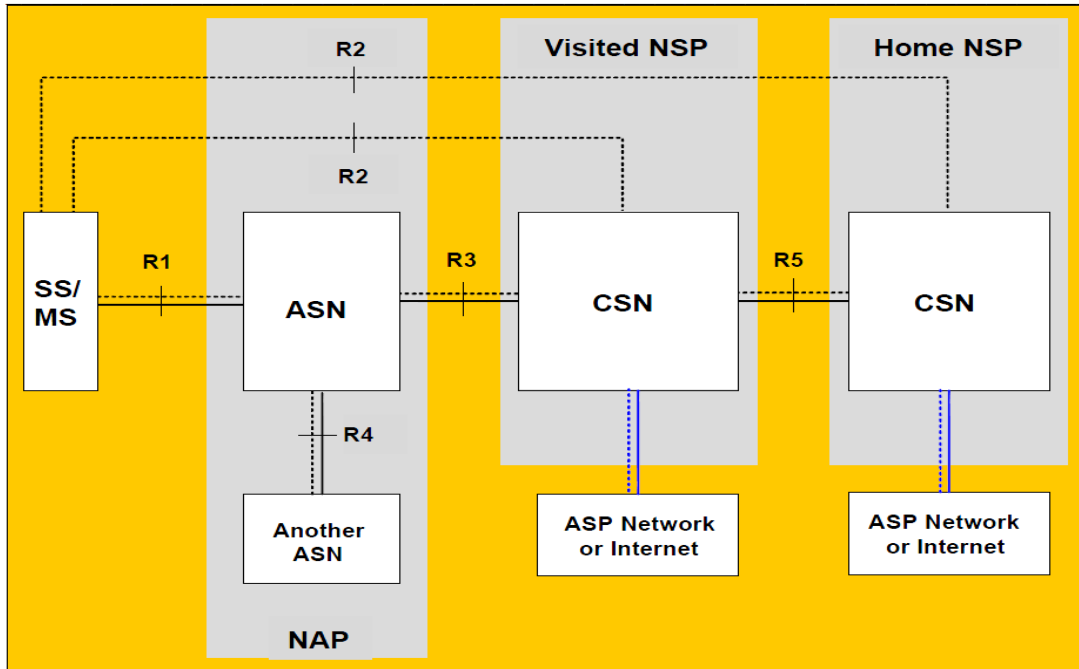 R2
Visited NSP
Home NSP
R2
R1
R3
R5
SS/
MS
ASN
CSN
CSN
R4
Another
ASN
ASP Network
or Internet
ASP Network
or Internet
NAP